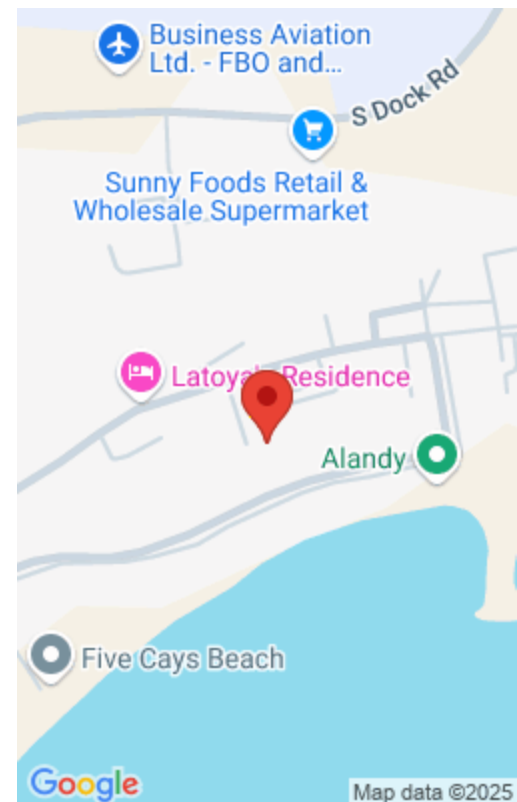 Business Aviation
Ltd. - FBO and...
S Dock Rd
Sunny Foods Retail &
Wholesale Supermarket
Latoya's Residence
Alandy
Five Cays Beach
Google
Map data ©2025